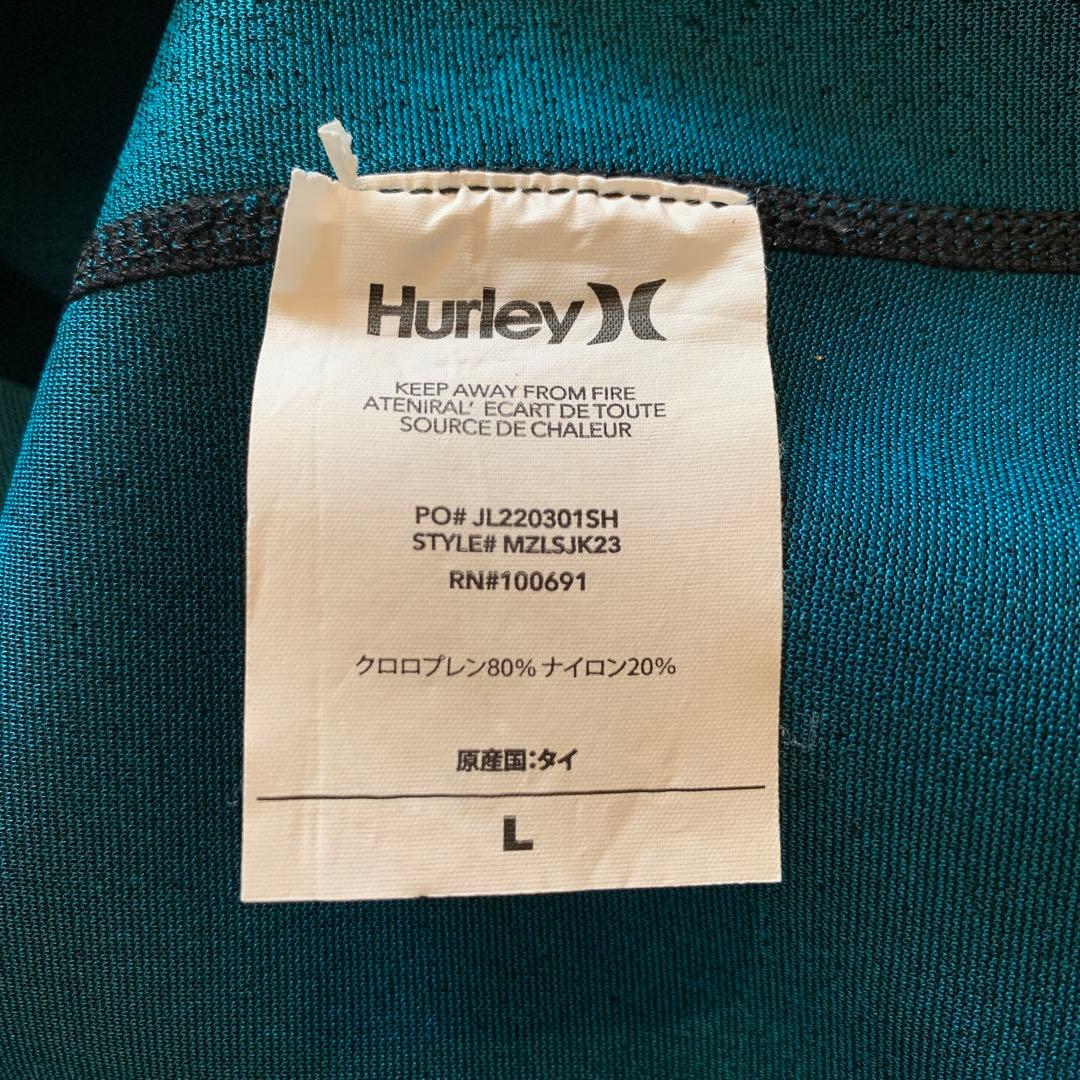 Hurley
KEEP AWAY FROM FIRE
ATENIRAL' ECART DE TOUTE
SOURCE DE CHALEUR
PO# JL220301SH
STYLE# MZLSJK23
RN#100691
クロロプレン80% ナイロン20%
原産国:タイ
L